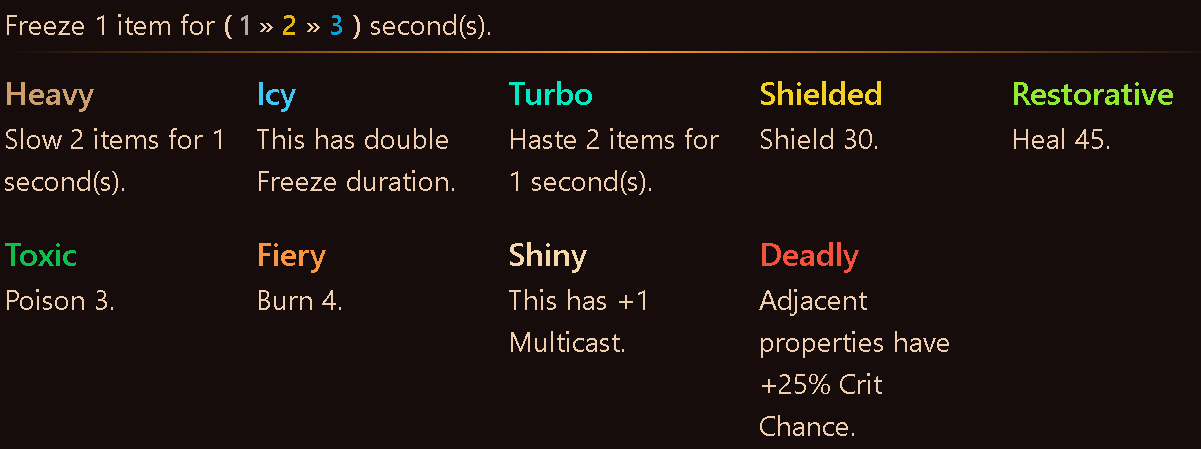 Freeze 1 item for ( 1 » 2 » 3 ) second(s).
Heavy
Slow 2 items for 1
second(s).
Icy
This has double
Freeze duration.
Turbo
Haste 2 items for
1 second(s).
Shielded
Shield 30.
Restorative
Heal 45.
Toxic
Poison 3.
Fiery
Burn 4.
Shiny
This has +1
Multicast.
Deadly
Adjacent
properties have
+25% Crit
Chance.